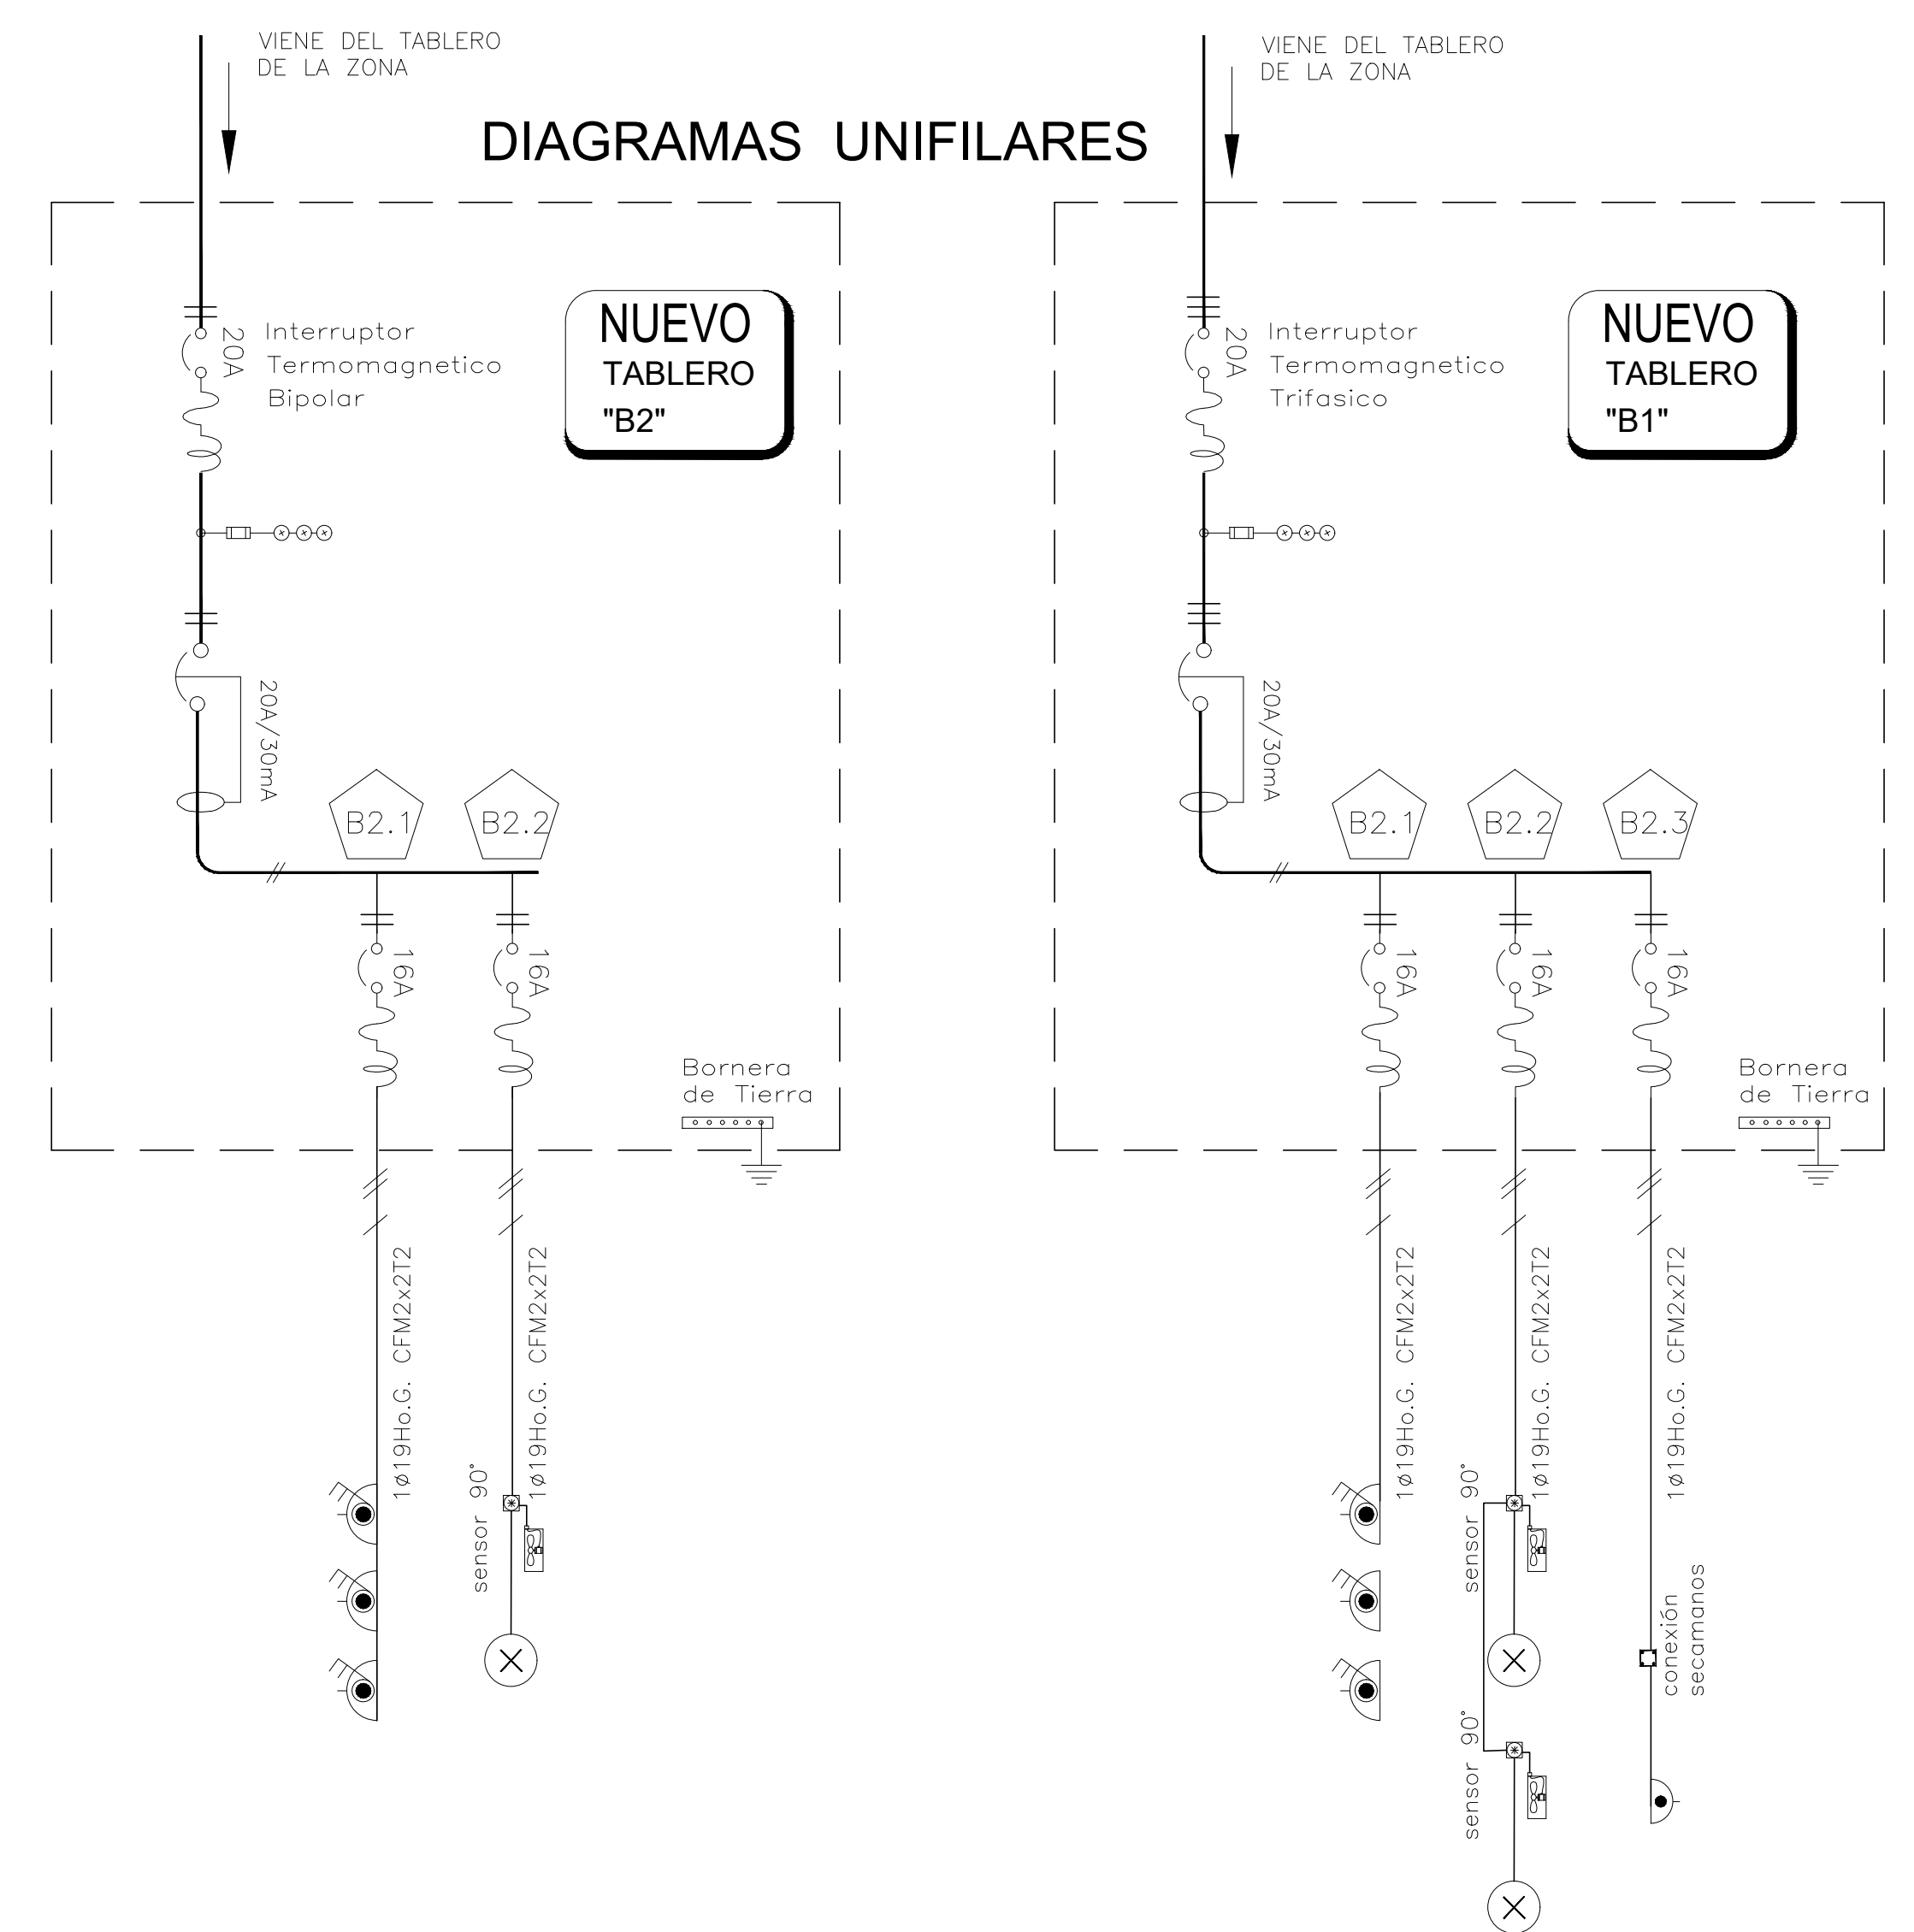 VIENE DEL TABLERO
DE LA ZONA
VIENE DEL TABLERO
DE LA ZONA
DIAGRAMAS UNIFILARES
20A
Interruptor
Termomagnetico
Bipolar
NUEVO
TABLERO
"B2"
20A/30mA
B2.1
B2.2
16A
16A
Bornera
de Tierra
1ø19Ho.G. CFM2x2T2
1ø19Ho.G. CFM2x2T2
sensor 90°
20A
Interruptor
Termomagnetico
Trifasico
NUEVO
TABLERO
"B1"
20A/30mA
B2.1
B2.2
B2.3
16A
16A
16A
Bornera
de Tierra
1ø19Ho.G. CFM2x2T2
1ø19Ho.G. CFM2x2T2
1ø19Ho.G. CFM2x2T2
sensor 90°
conexión
secamanos
sensor 90°